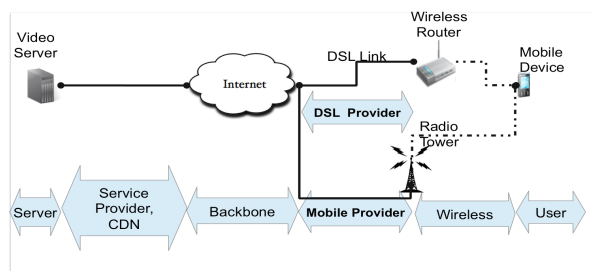 Wireless
Router
Video
Server
DSL Link
Mobile
Device
Internet
DSL Provider
Radio
Tower
Server
Service
Provider,
CDN
Backbone
Mobile Provider
Wireless
User